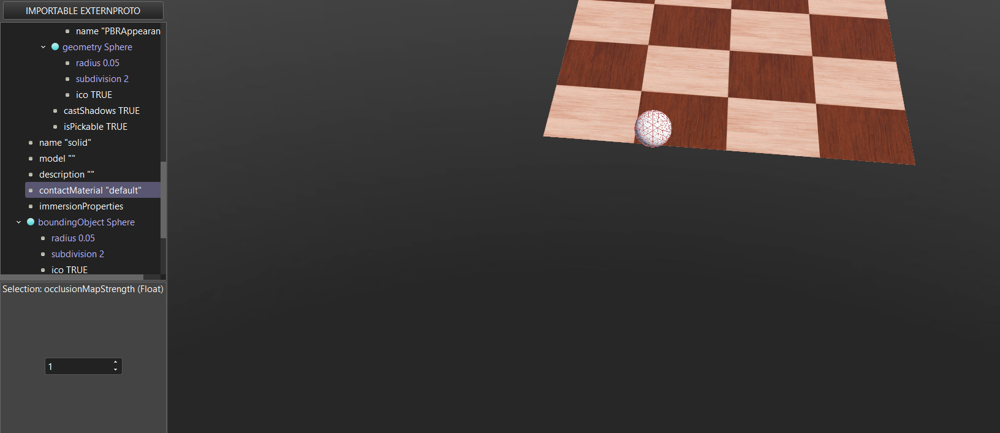 IMPORTABLE EXTERNPROTO
name "PBRAppearan
geometry Sphere
radius 0.05
subdivision 2
ico TRUE
castShadows TRUE
isPickable TRUE
name "solid"
model ""
description ""
contactMaterial "default"
immersionProperties
boundingObject Sphere
radius 0.05
subdivision 2
ico TRUE
Selection: occlusionMapStrength (Float)
1